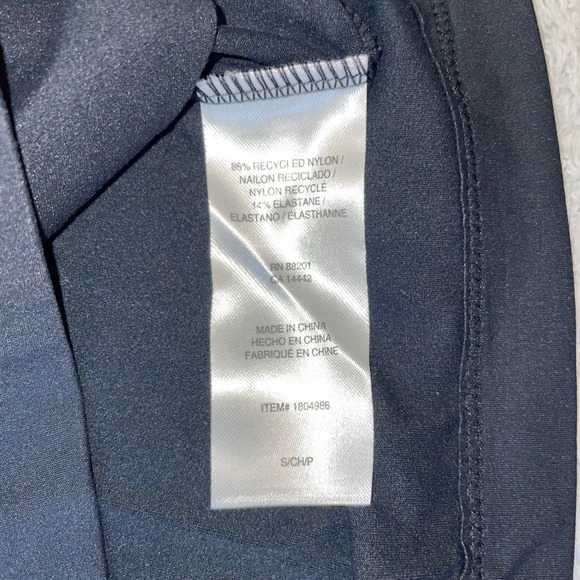 86% RECYCLED NYLON /
NAILON RECICLADO /
NYLON RECYCLÉ
14% ELASTANE /
ELASTANO / ÉLASTHANNE
RN 88201
CA 14442
MADE IN CHINA
HECHO EN CHINA
FABRIQUÉ EN CHINE
ITEM# 1804986
S/CH/P